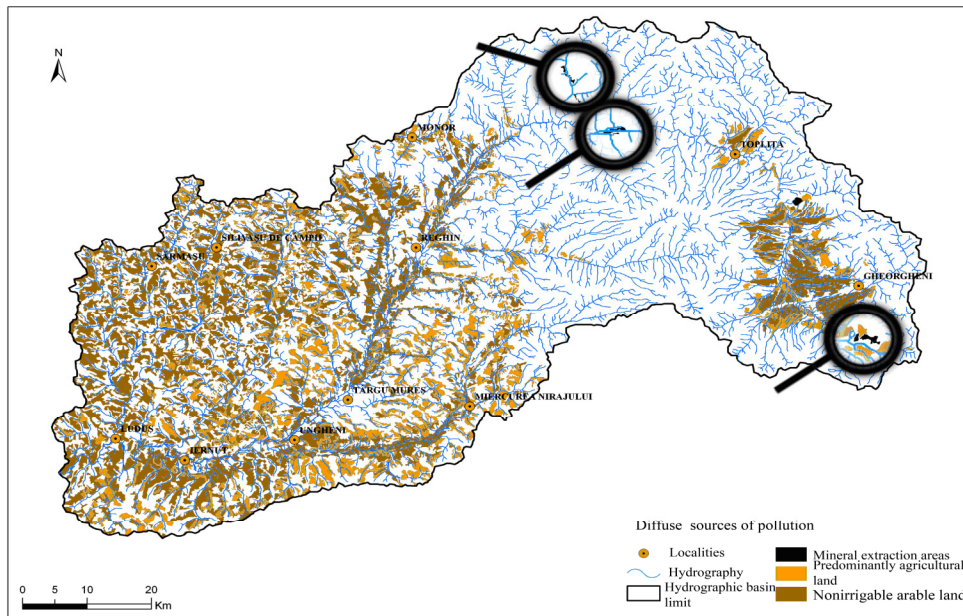 N
MONOR
TOPLITA
SILIVASU DE CAMPIE
REGHIN
SARMASU
GHEORGHENI
TARGU MURES
MIERCUREA NIRAJULUI
LUDUS
UNGHENI
IERNUT
Diffuse sources of pollution
Localities
Hydrography
Hydrographic basin
limit
Mineral extraction areas
Predominantly agricultural
land
Nonirrigable arable land
0 5 10 20
Km